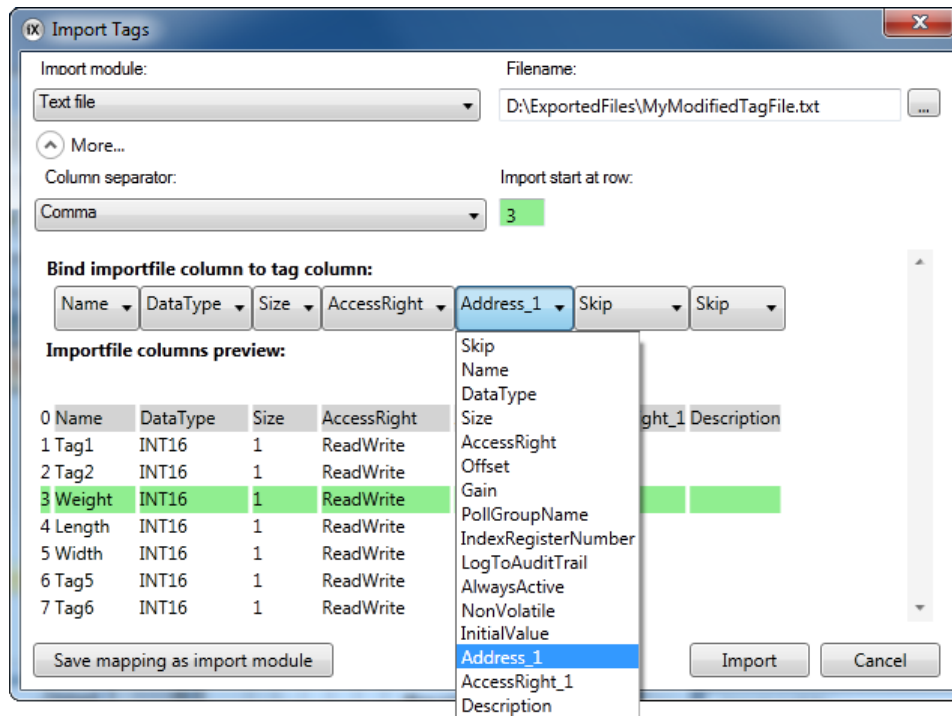 iX Import Tags
Import module: Filename:
Text file D:\ExportedFiles\MyModifiedTagFile.txt ...
More...
Column separator: Import start at row:
Comma 3
Bind importfile column to tag column:
Name DataType Size AccessRight Address_1 Skip Skip
Importfile columns preview:
0 Name DataType Size AccessRight ght_1 Description
1 Tag1 INT16 1 ReadWrite
2 Tag2 INT16 1 ReadWrite
3 Weight INT16 1 ReadWrite
4 Length INT16 1 ReadWrite
5 Width INT16 1 ReadWrite
6 Tag5 INT16 1 ReadWrite
7 Tag6 INT16 1 ReadWrite
Skip
Name
DataType
Size
AccessRight
Offset
Gain
PollGroupName
IndexRegisterNumber
LogToAuditTrail
AlwaysActive
NonVolatile
InitialValue
Address_1
AccessRight_1
Description
Save mapping as import module Import Cancel